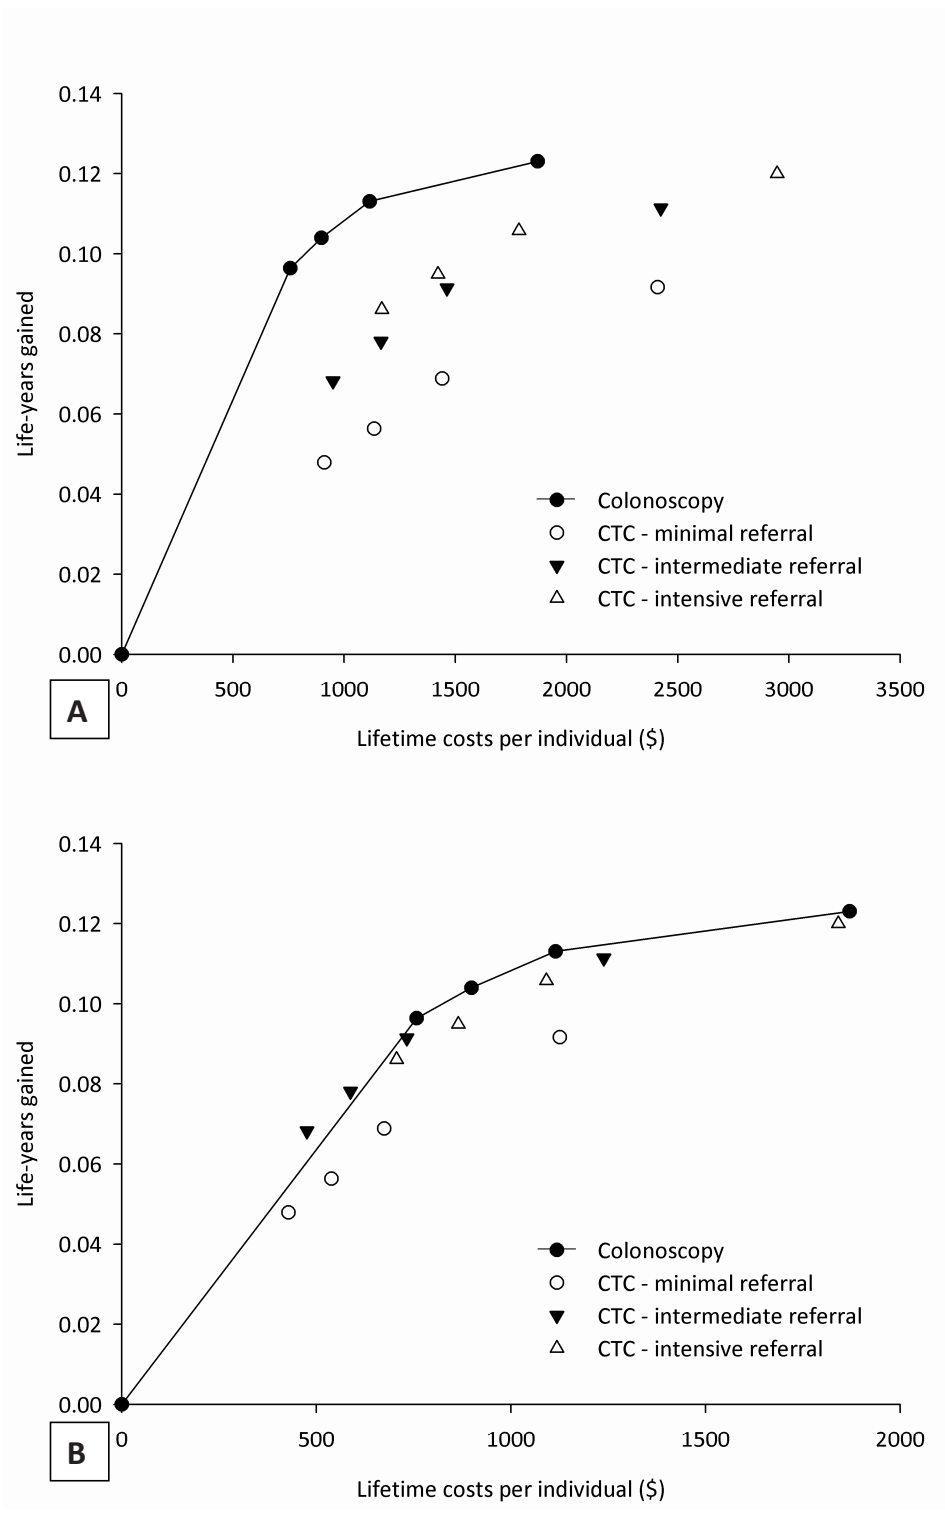 0.14
0.12
0.10
0.08
0.06
0.04
0.02
0.00
Life-years gained
Colonoscopy
CTC - minimal referral
CTC - intermediate referral
CTC - intensive referral
0 500 1000 1500 2000 2500 3000 3500
A
Lifetime costs per individual ($)
0.14
0.12
0.10
0.08
0.06
0.04
0.02
0.00
Life-years gained
Colonoscopy
CTC - minimal referral
CTC - intermediate referral
CTC - intensive referral
0 500 1000 1500 2000
B
Lifetime costs per individual ($)